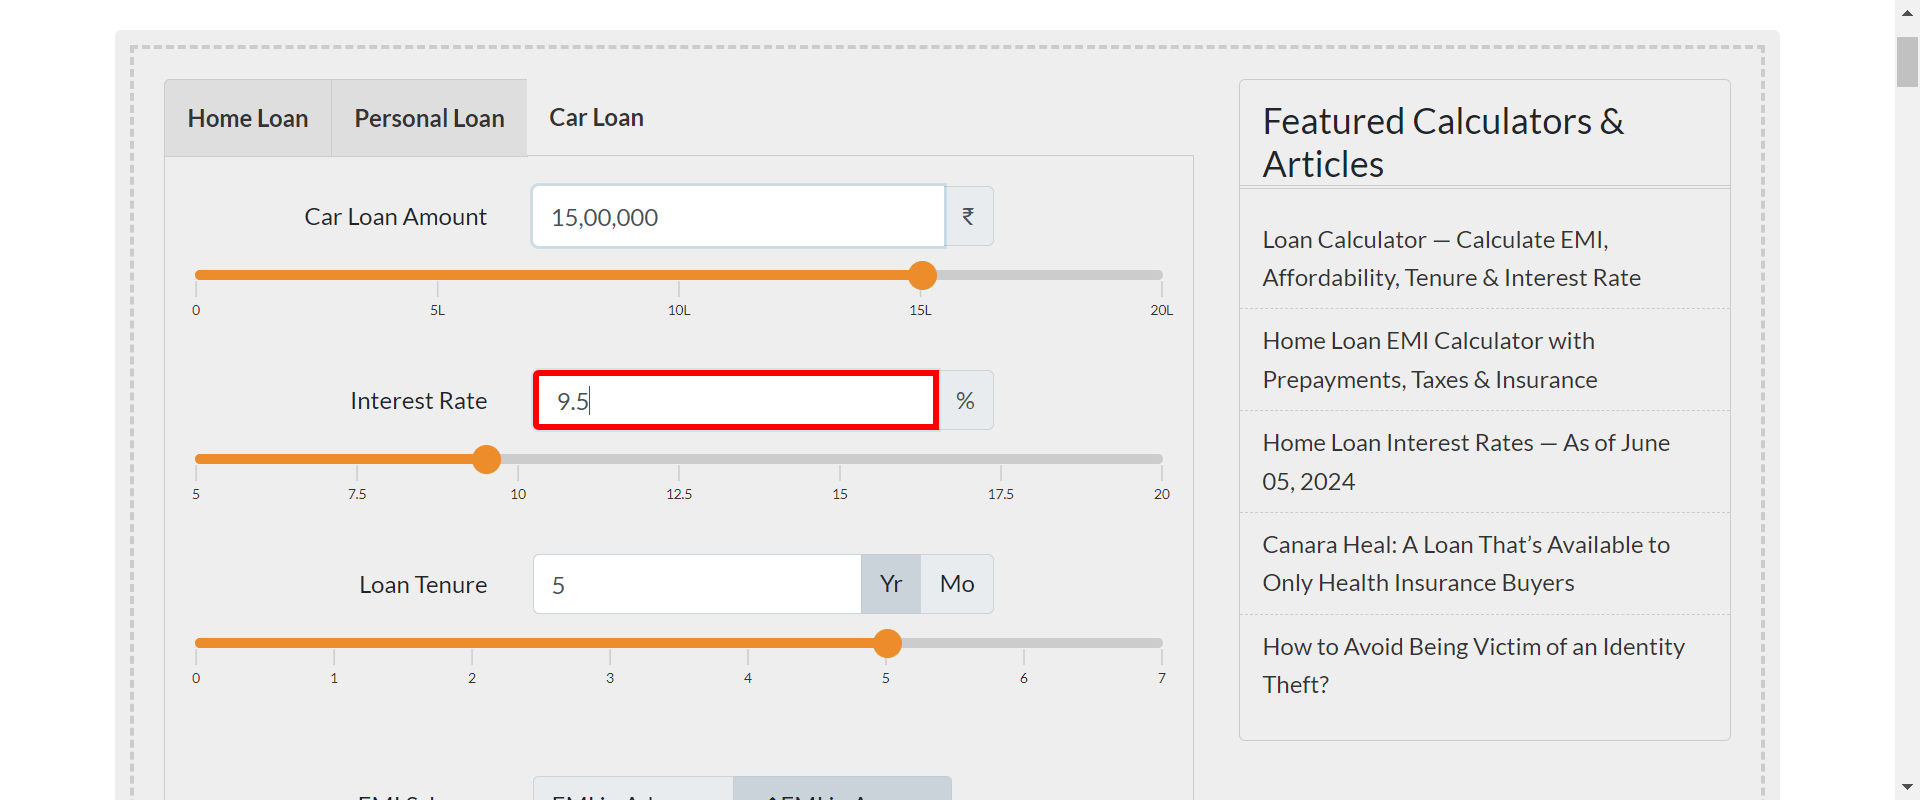 Home Loan
Personal Loan
Car Loan
Car Loan Amount
15,00,000
₹
0
5L
10L
15L
20L
Interest Rate
9.5
%
5
7.5
10
12.5
15
17.5
20
Loan Tenure
5
Yr
Mo
0
1
2
3
4
5
6
7
Featured Calculators &
Articles
Loan Calculator — Calculate EMI,
Affordability, Tenure & Interest Rate
Home Loan EMI Calculator with
Prepayments, Taxes & Insurance
Home Loan Interest Rates — As of June
05, 2024
Canara Heal: A Loan That’s Available to
Only Health Insurance Buyers
How to Avoid Being Victim of an Identity
Theft?